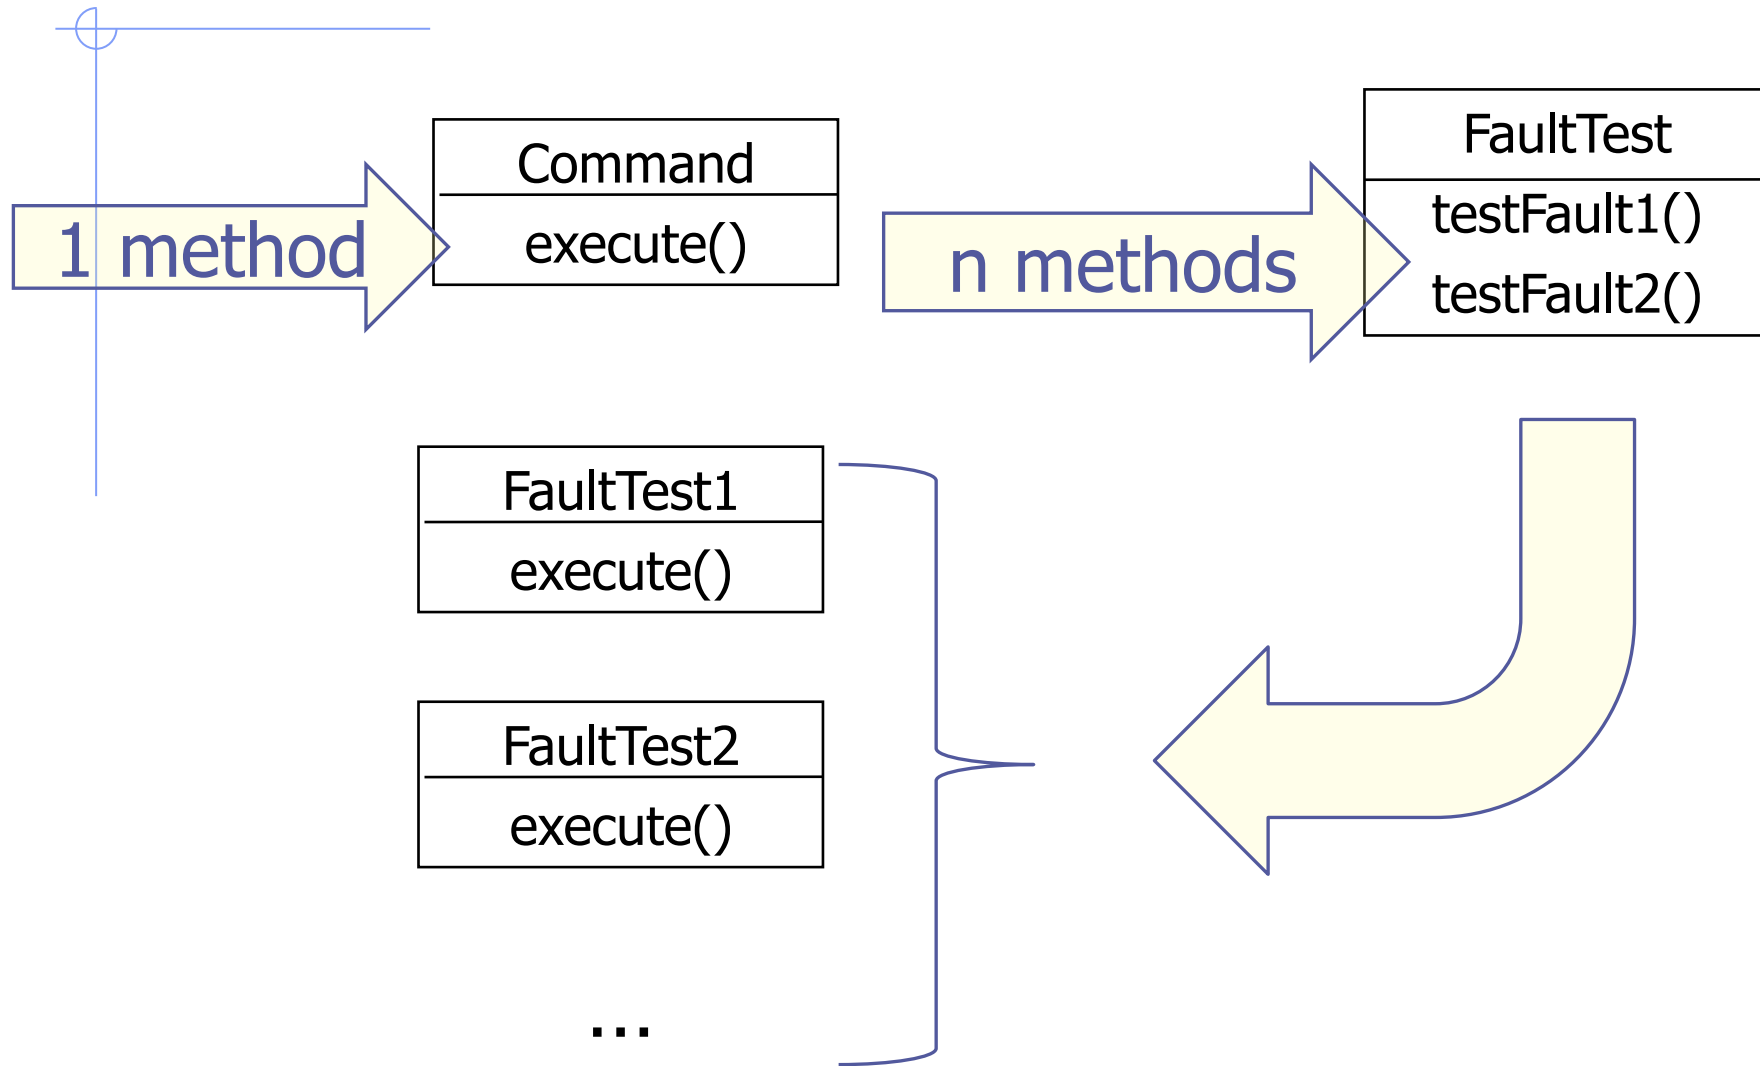 1 method
Command
execute()
n methods
FaultTest
testFault1()
testFault2()
FaultTest1
execute()
FaultTest2
execute()
...